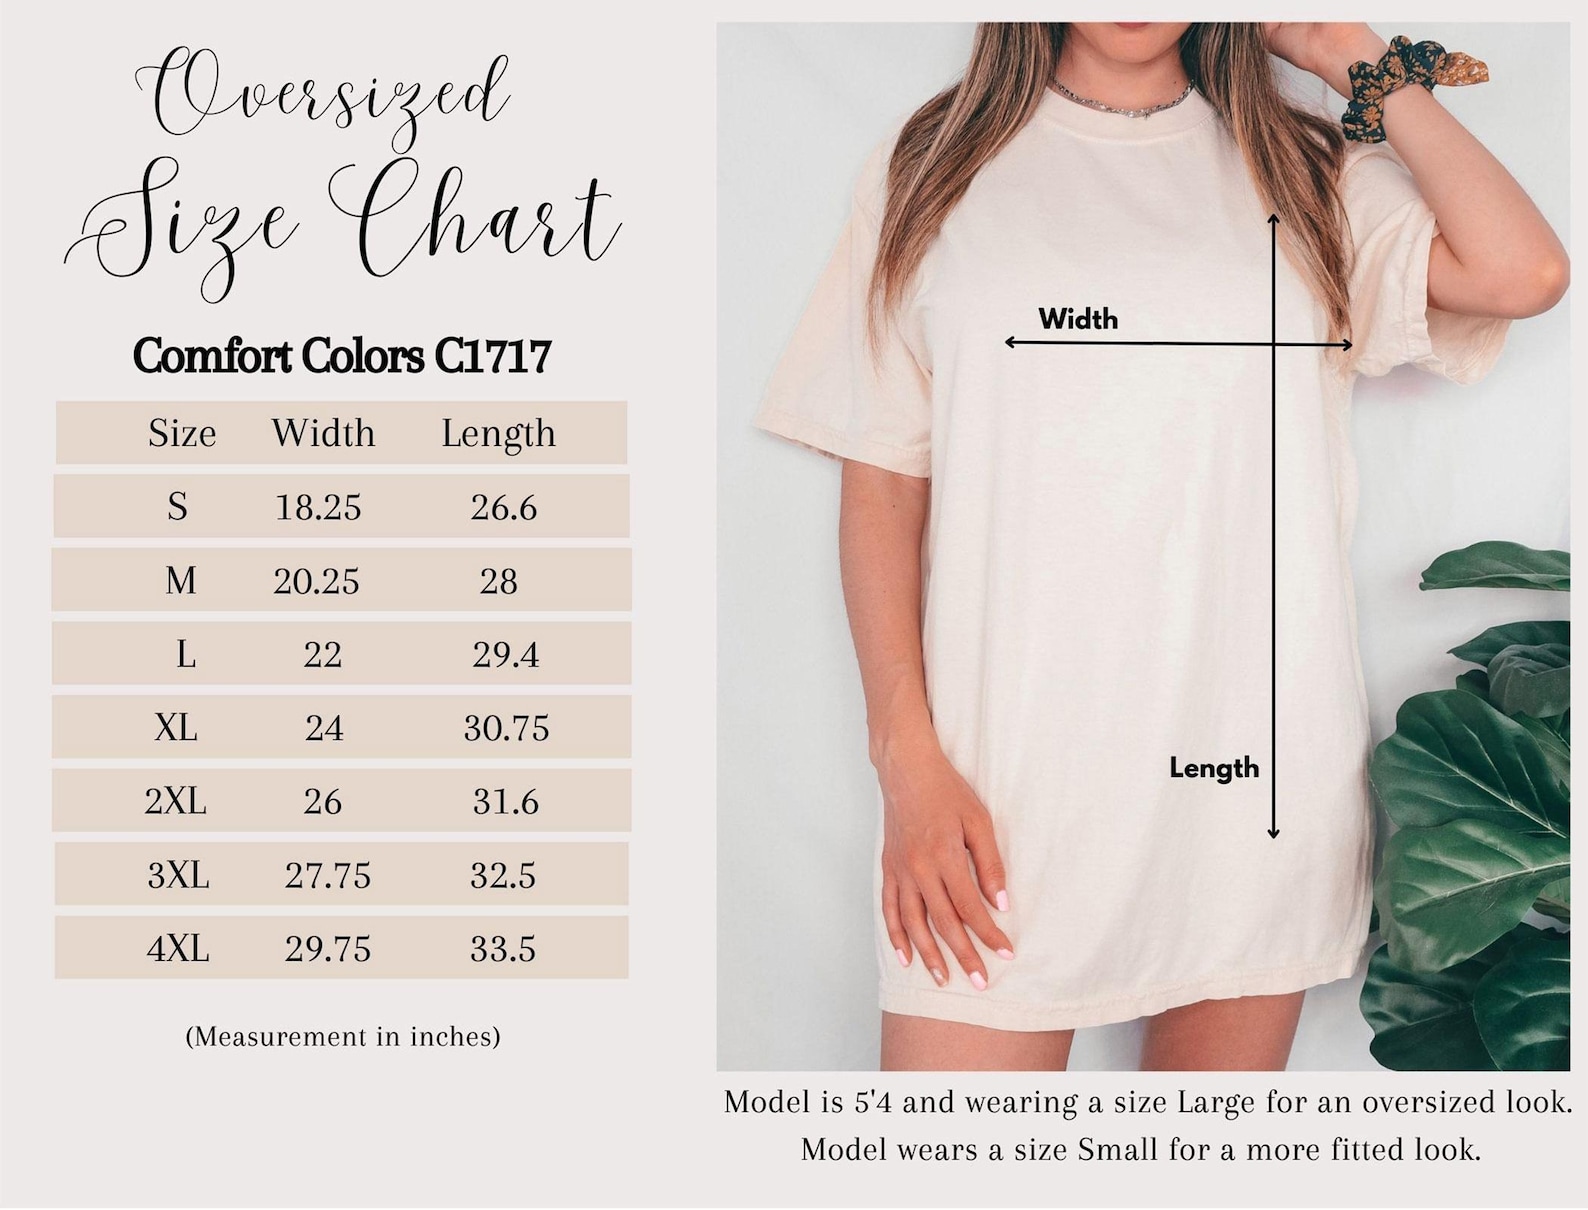 Oversized
Size Chart
Comfort Colors C1717
Size Width Length
S 18.25 26.6
M 20.25 28
L 22 29.4
XL 24 30.75
2XL 26 31.6
3XL 27.75 32.5
4XL 29.75 33.5
(Measurement in inches)
Width
Length
Model is 5'4 and wearing a size Large for an oversized look.
Model wears a size Small for a more fitted look.